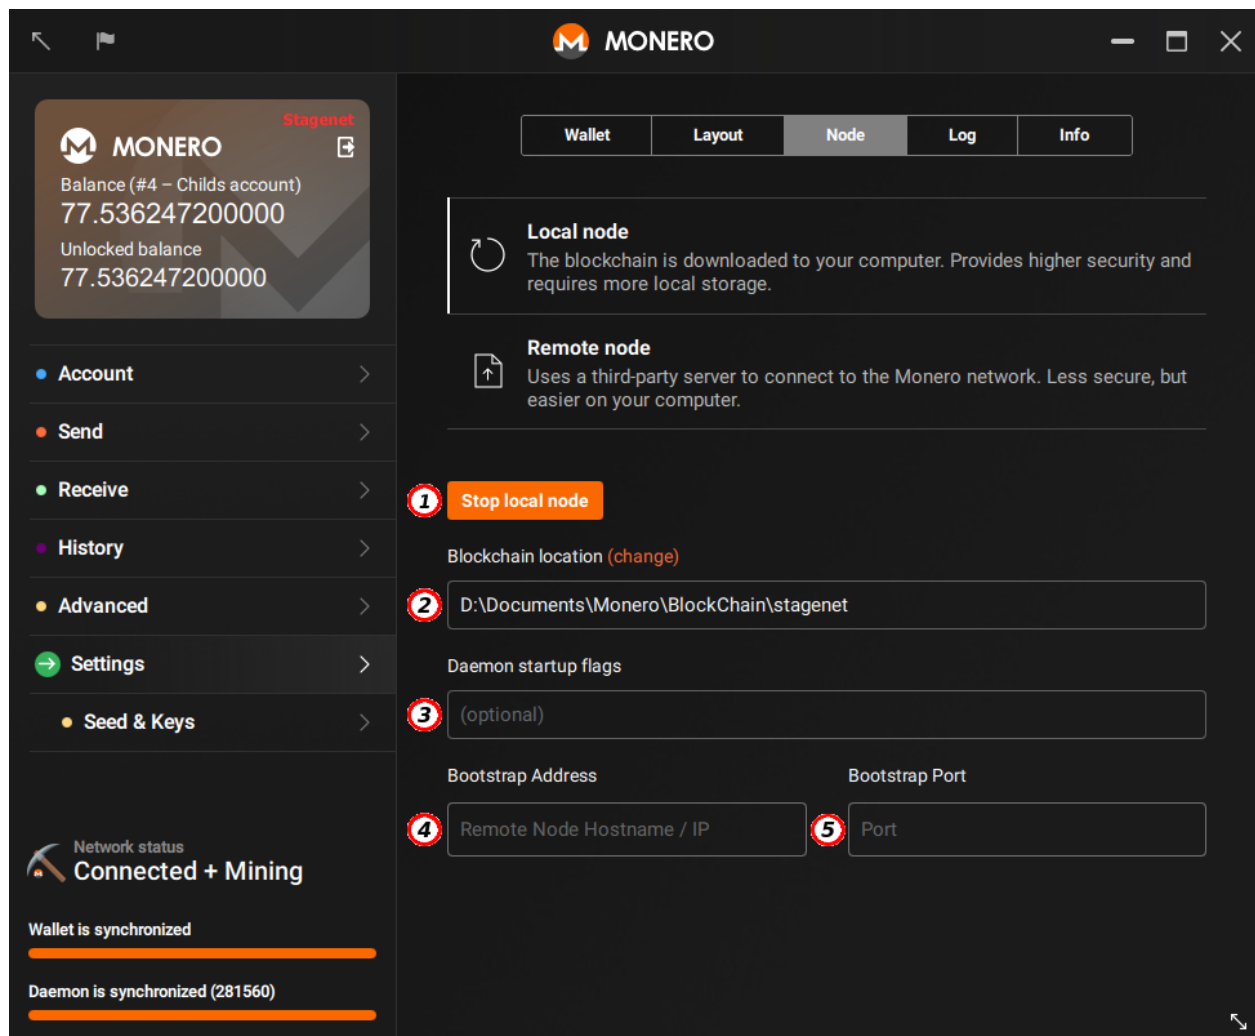 MONERO
Stagenet
MONERO
Balance (#4 – Childs account)
77.536247200000
Unlocked balance
77.536247200000
Account
Send
Receive
History
Advanced
Settings
Seed & Keys
Network status
Connected + Mining
Wallet is synchronized
Daemon is synchronized (281560)
Wallet Layout Node Log Info
Local node
The blockchain is downloaded to your computer. Provides higher security and
requires more local storage.
Remote node
Uses a third-party server to connect to the Monero network. Less secure, but
easier on your computer.
1 Stop local node
Blockchain location (change)
2 D:\Documents\Monero\BlockChain\stagenet
Daemon startup flags
3 (optional)
Bootstrap Address Bootstrap Port
4 Remote Node Hostname / IP 5 Port